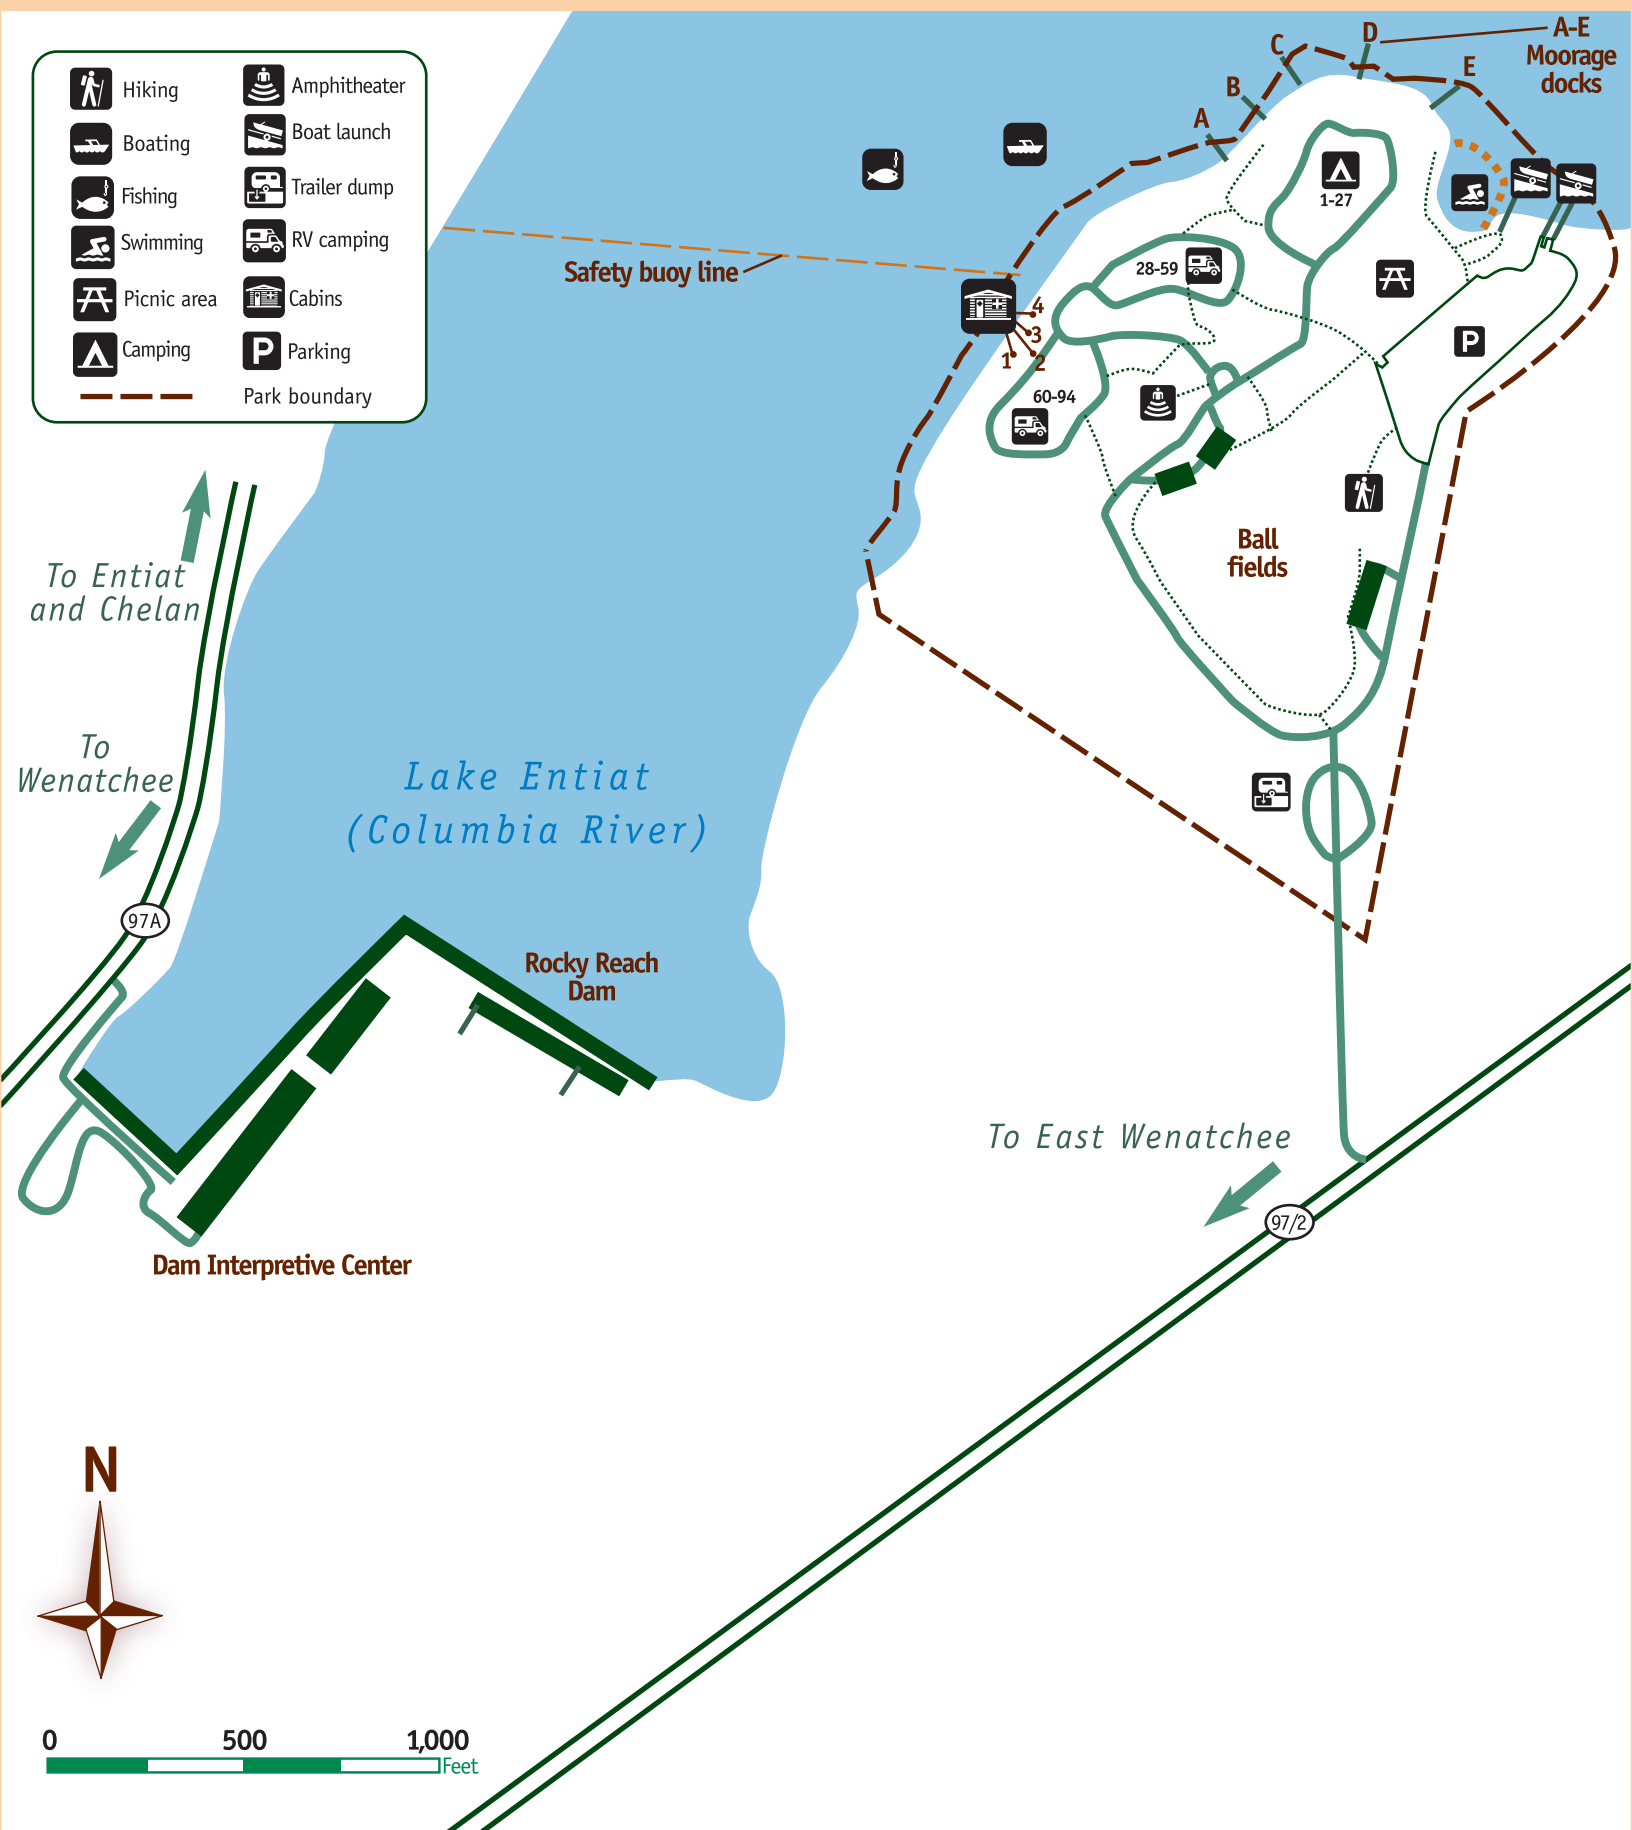 Hiking
Boating
Fishing
Swimming
Picnic area
Camping
Amphitheater
Boat launch
Trailer dump
RV camping
Cabins
P
Parking
Park boundary
A
B
C
D
E
A-E
Moorage
docks
1-27
28-59
Safety buoy line
4
3
2
1
60-94
P
Ball
fields
To Entiat
and Chelan
To
Wenatchee
Lake Entiat
(Columbia River)
97A
Rocky Reach
Dam
Dam Interpretive Center
To East Wenatchee
97/2
N
0
500
1,000
Feet